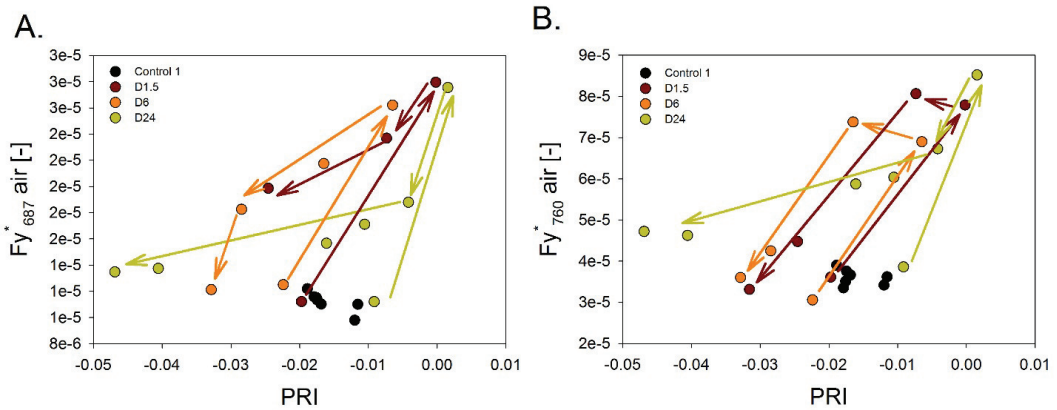 A.
3e-5
3e-5
3e-5
2e-5
2e-5
2e-5
2e-5
2e-5
1e-5
1e-5
1e-5
8e-6
Fy*687 air [-]
Control 1
D1.5
D6
D24
-0.05 -0.04 -0.03 -0.02 -0.01 0.00 0.01
PRI
B.
9e-5
8e-5
7e-5
6e-5
5e-5
4e-5
3e-5
2e-5
Fy*760 air [-]
Control 1
D1.5
D6
D24
-0.05 -0.04 -0.03 -0.02 -0.01 0.00 0.01
PRI